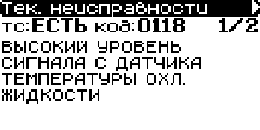 Тек. неисправности
тс:ЕСТЬ код:0118 1/2
ВЫСОКИЙ УРОВЕНЬ
СИГНАЛА С ДАТЧИКА
ТЕМПЕРАТУРЫ ОХЛ.
ЖИДКОСТИ